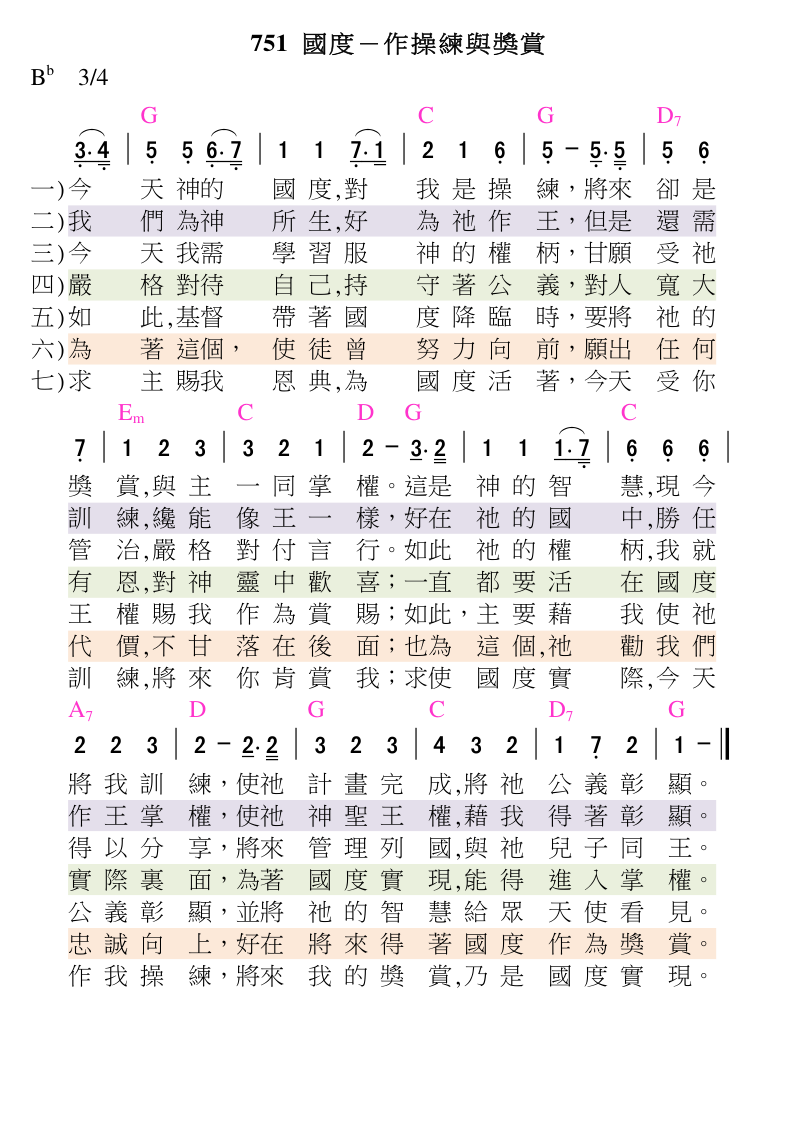 751 國度－作操練與獎賞
B♭ 3/4
G C G D7
3·4 | 5 5 6·7 | 1 1 7·1 | 2 1 6 | 5 － 5·5 | 5 6
一)今 天神的 國度,對 我是操 練，將來 卻是
二)我 們為神 所生,好 為祂作 王，但是 還需
三)今 天我需 學習服 神的權 柄，甘願 受祂
四)嚴 格對待 自己,持 守著公 義，對人 寬大
五)如 此,基督 帶著國 度降臨 時，要將 祂的
六)為 著這個， 使徒曾 努力向 前，願出 任何
七)求 主賜我 恩典,為 國度活 著，今天 受你
Em C D G C
7 | 1 2 3 | 3 2 1 | 2 － 3·2 | 1 1 1·7 | 6 6 6 |
獎 賞,與主 一同掌 權。這是 神的智 慧,現今
訓 練,纔能 像王一 樣，好在 祂的國 中,勝任
管 治,嚴格 對付言 行。如此 祂的權 柄,我就
有 恩,對神 靈中歡 喜；一直 都要活 在國度
王 權賜我 作為賞 賜；如此，主要藉 我使祂
代 價,不甘 落在後 面；也為 這個,祂 勸我們
訓 練,將來 你肯賞 我；求使 國度實 際,今天
A7 D G C D7 G
2 2 3 | 2 － 2·2 | 3 2 3 | 4 3 2 | 1 7 2 | 1 － ‖
將我訓 練，使祂 計畫完 成,將祂 公義彰 顯。
作王掌 權，使祂 神聖王 權,藉我 得著彰 顯。
得以分 享，將來 管理列 國,與祂 兒子同 王。
實際裏 面，為著 國度實 現,能得 進入掌 權。
公義彰 顯，並將 祂的智 慧給眾 天使看 見。
忠誠向 上，好在 將來得 著國度 作為獎 賞。
作我操 練，將來 我的獎 賞,乃是 國度實 現。